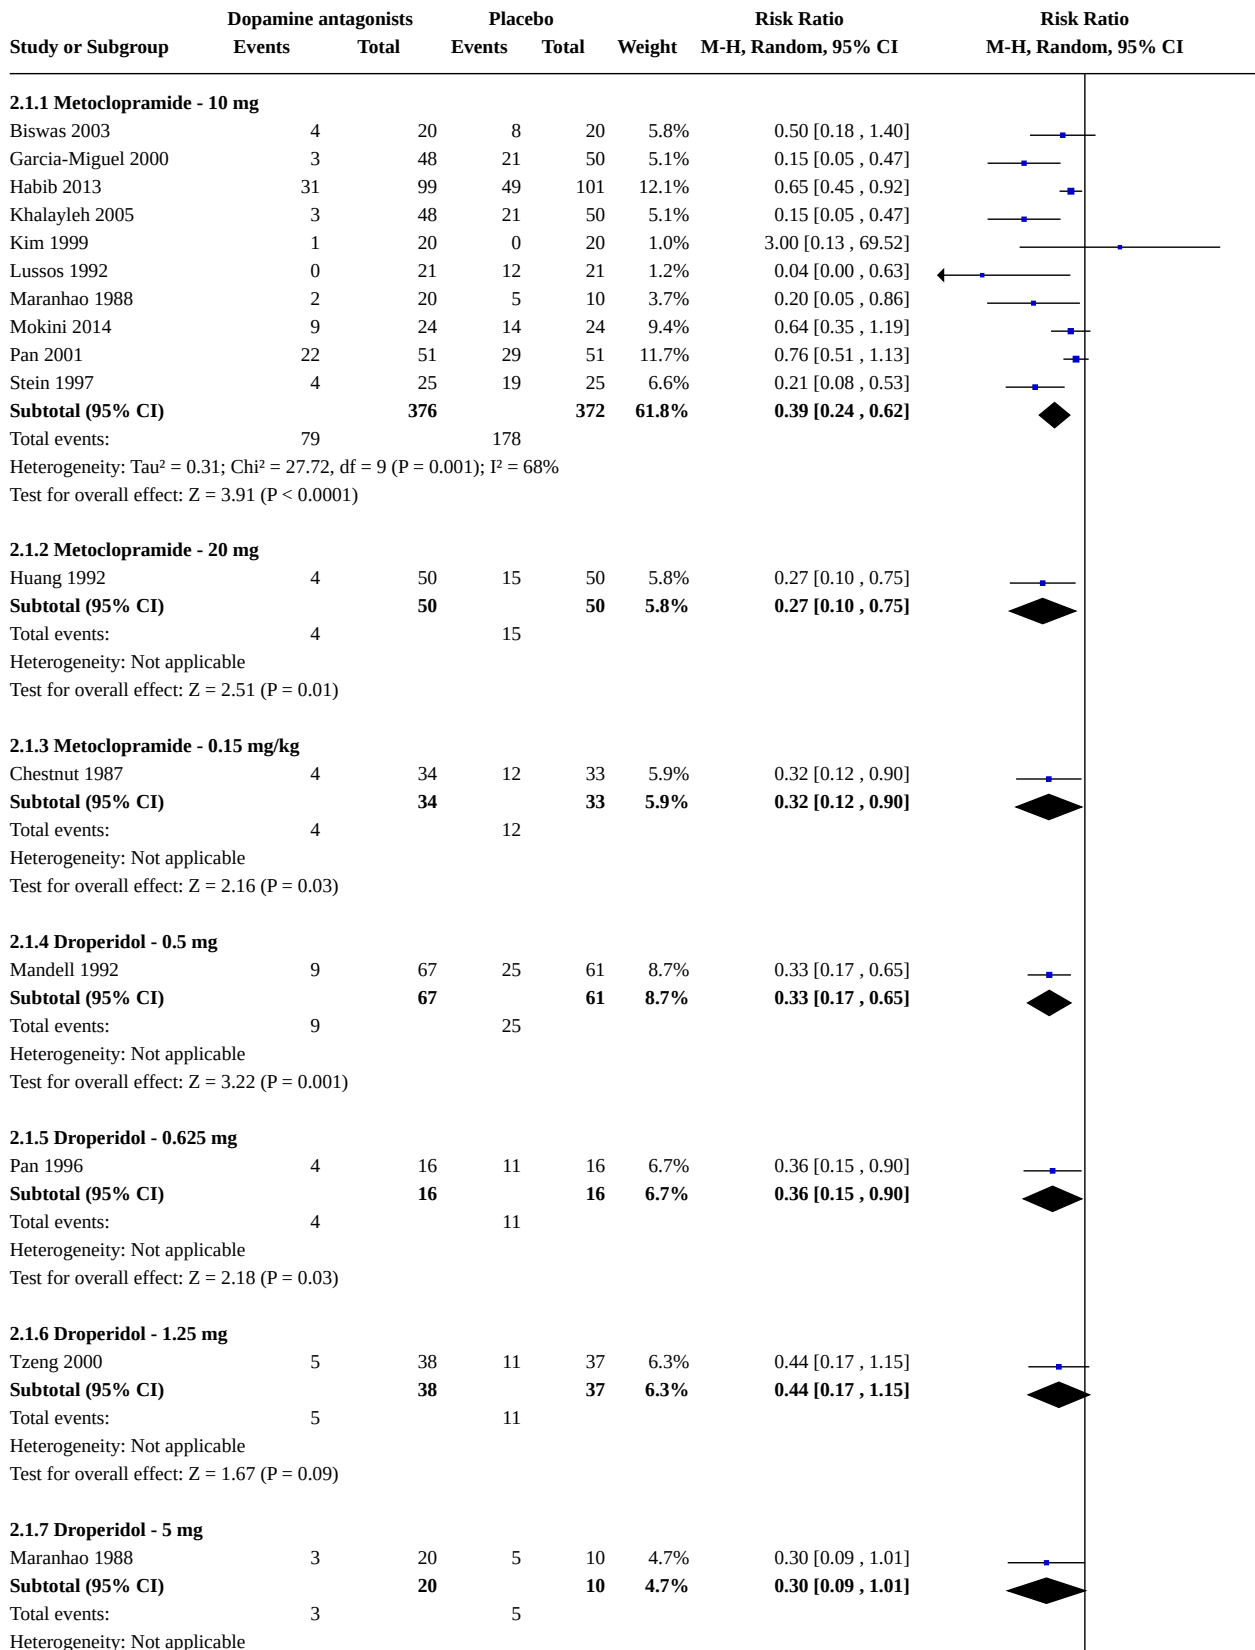 Dopamine antagonists Placebo Risk Ratio Risk Ratio
Study or Subgroup Events Total Events Total Weight M-H, Random, 95% CI M-H, Random, 95% CI
2.1.1 Metoclopramide - 10 mg
Biswas 2003 4 20 8 20 5.8% 0.50 [0.18 , 1.40]
Garcia-Miguel 2000 3 48 21 50 5.1% 0.15 [0.05 , 0.47]
Habib 2013 31 99 49 101 12.1% 0.65 [0.45 , 0.92]
Khalayleh 2005 3 48 21 50 5.1% 0.15 [0.05 , 0.47]
Kim 1999 1 20 0 20 1.0% 3.00 [0.13 , 69.52]
Lussos 1992 0 21 12 21 1.2% 0.04 [0.00 , 0.63]
Maranhao 1988 2 20 5 10 3.7% 0.20 [0.05 , 0.86]
Mokini 2014 9 24 14 24 9.4% 0.64 [0.35 , 1.19]
Pan 2001 22 51 29 51 11.7% 0.76 [0.51 , 1.13]
Stein 1997 4 25 19 25 6.6% 0.21 [0.08 , 0.53]
Subtotal (95% CI) 376 372 61.8% 0.39 [0.24 , 0.62]
Total events: 79 178
Heterogeneity: Tau² = 0.31; Chi² = 27.72, df = 9 (P = 0.001); I² = 68%
Test for overall effect: Z = 3.91 (P < 0.0001)
2.1.2 Metoclopramide - 20 mg
Huang 1992 4 50 15 50 5.8% 0.27 [0.10 , 0.75]
Subtotal (95% CI) 50 50 5.8% 0.27 [0.10 , 0.75]
Total events: 4 15
Heterogeneity: Not applicable
Test for overall effect: Z = 2.51 (P = 0.01)
2.1.3 Metoclopramide - 0.15 mg/kg
Chestnut 1987 4 34 12 33 5.9% 0.32 [0.12 , 0.90]
Subtotal (95% CI) 34 33 5.9% 0.32 [0.12 , 0.90]
Total events: 4 12
Heterogeneity: Not applicable
Test for overall effect: Z = 2.16 (P = 0.03)
2.1.4 Droperidol - 0.5 mg
Mandell 1992 9 67 25 61 8.7% 0.33 [0.17 , 0.65]
Subtotal (95% CI) 67 61 8.7% 0.33 [0.17 , 0.65]
Total events: 9 25
Heterogeneity: Not applicable
Test for overall effect: Z = 3.22 (P = 0.001)
2.1.5 Droperidol - 0.625 mg
Pan 1996 4 16 11 16 6.7% 0.36 [0.15 , 0.90]
Subtotal (95% CI) 16 16 6.7% 0.36 [0.15 , 0.90]
Total events: 4 11
Heterogeneity: Not applicable
Test for overall effect: Z = 2.18 (P = 0.03)
2.1.6 Droperidol - 1.25 mg
Tzeng 2000 5 38 11 37 6.3% 0.44 [0.17 , 1.15]
Subtotal (95% CI) 38 37 6.3% 0.44 [0.17 , 1.15]
Total events: 5 11
Heterogeneity: Not applicable
Test for overall effect: Z = 1.67 (P = 0.09)
2.1.7 Droperidol - 5 mg
Maranhao 1988 3 20 5 10 4.7% 0.30 [0.09 , 1.01]
Subtotal (95% CI) 20 10 4.7% 0.30 [0.09 , 1.01]
Total events: 3 5
Heterogeneity: Not applicable